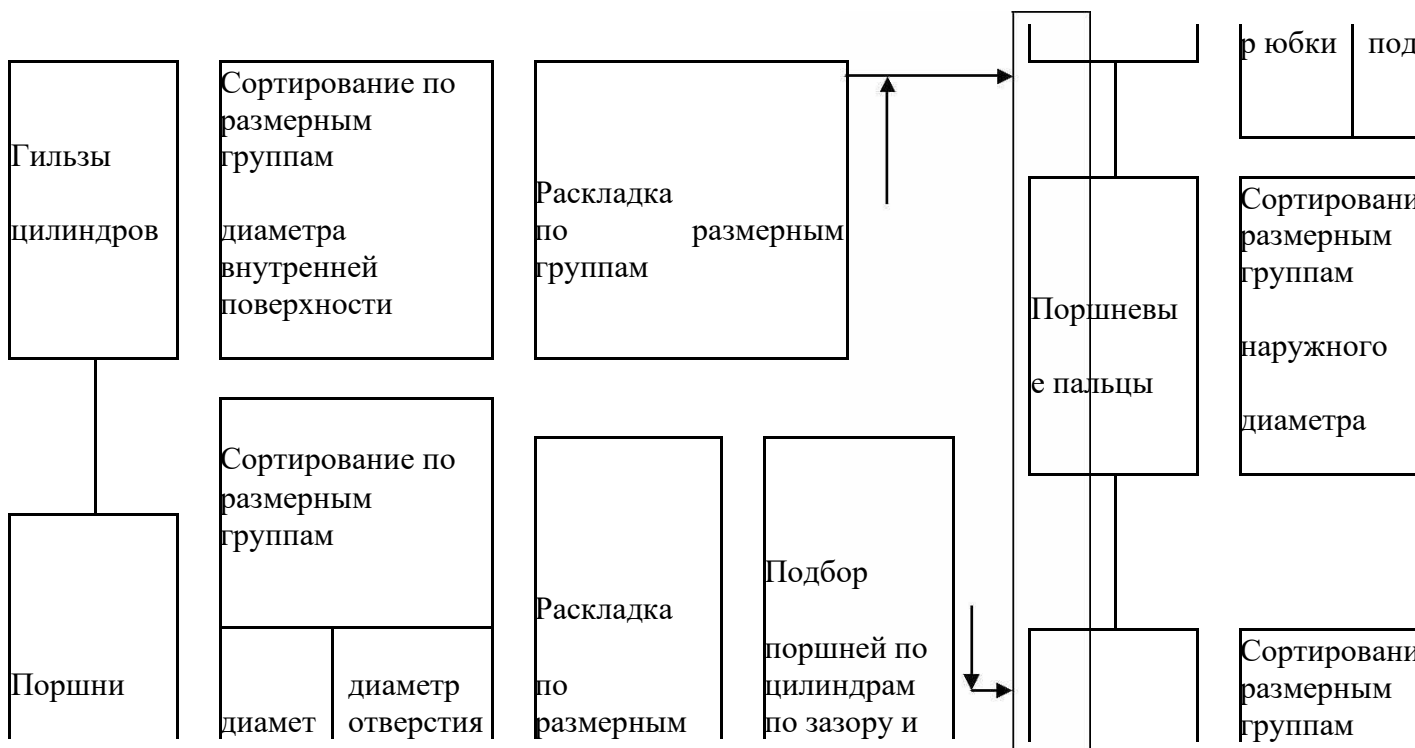 Гильзы
цилиндров
Сортирование по
размерным
группам
диаметра
внутренней
поверхности
Раскладка
по размерным
группам
Поршни
Сортирование по
размерным
группам
диамет
диаметр
отверстия
Раскладка
по
размерным
Подбор
поршней по
цилиндрам
по зазору и
р юбки
под
Поршневы
е пальцы
Сортировани
размерным
группам
наружного
диаметра
Сортировани
размерным
группам